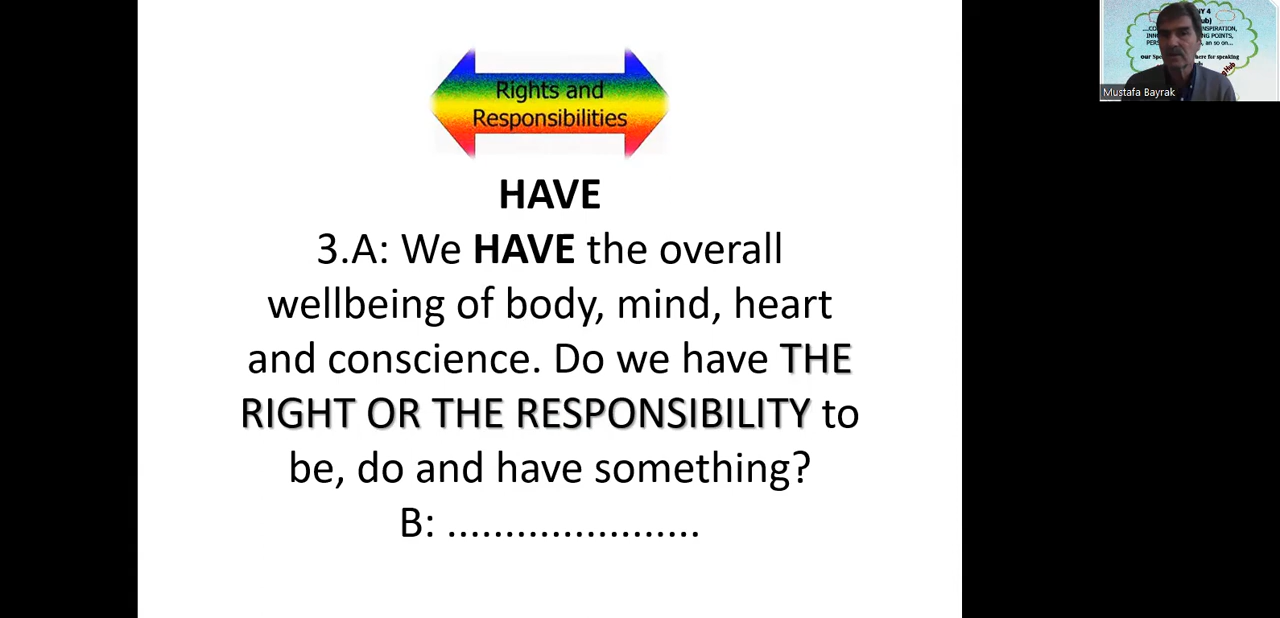 Rights and
Responsibilities
HAVE
3.A: We HAVE the overall
wellbeing of body, mind, heart
and conscience. Do we have THE
RIGHT OR THE RESPONSIBILITY to
be, do and have something?
B: ......................
Mustafa Bayrak